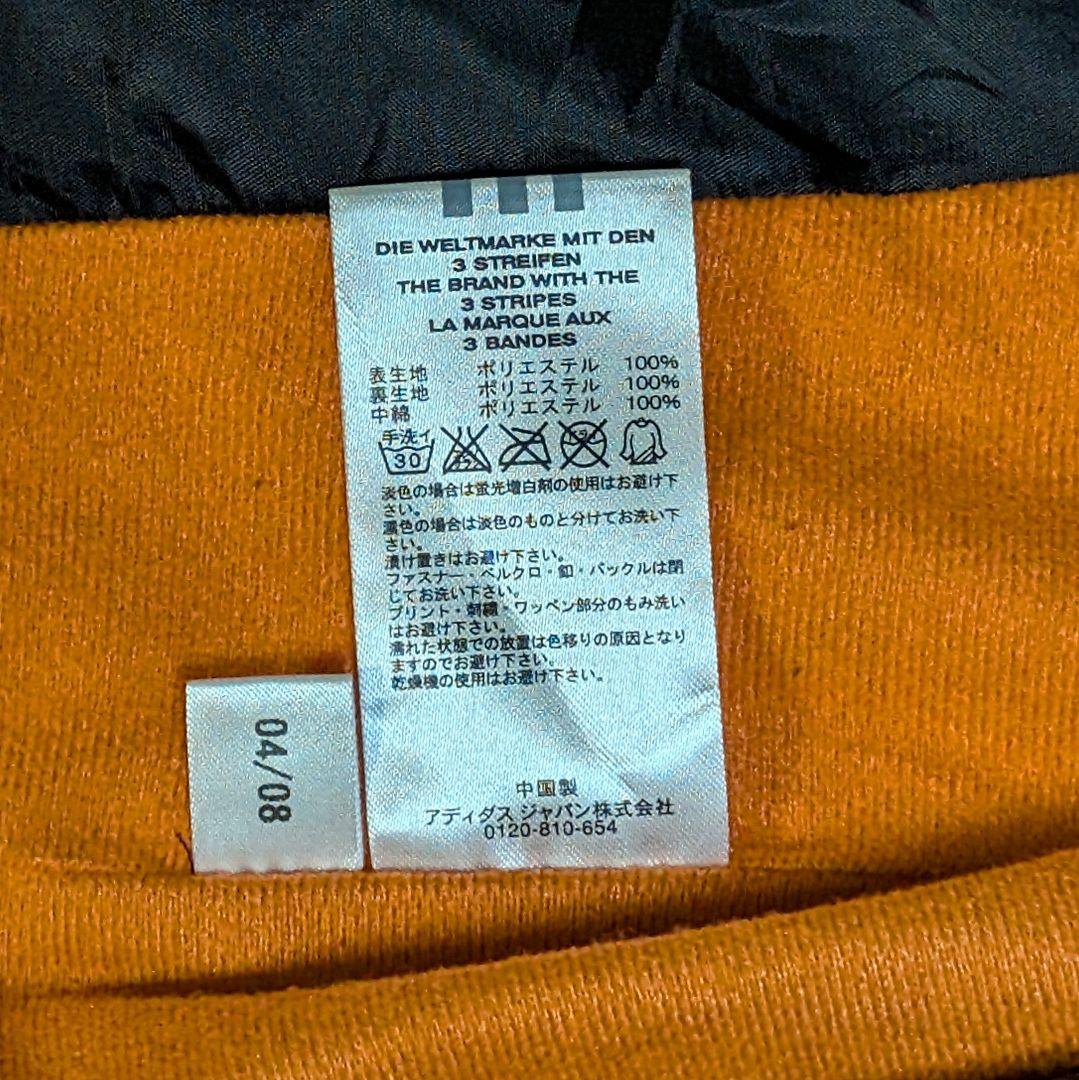 DIE WELTMARKE MIT DEN
3 STREIFEN
THE BRAND WITH THE
3 STRIPES
LA MARQUE AUX
3 BANDES
表生地 ポリエステル 100%
裏生地 ポリエステル 100%
中綿 ポリエステル 100%
手洗イ
30
淡色の場合は蛍光増白剤の使用はお避け下
さい。
濃色の場合は淡色のものと分けてお洗い下
さい。
漬け置きはお避け下さい。
ファスナー・ベルクロ・釦・バックルは閉
じてお洗い下さい。
プリント・刺繍・ワッペン部分のもみ洗い
はお避け下さい。
濡れた状態での放置は色移りの原因となり
ますのでお避け下さい。
乾燥機の使用はお避け下さい。
中国製
アディダス ジャパン株式会社
0120-810-654
04/08